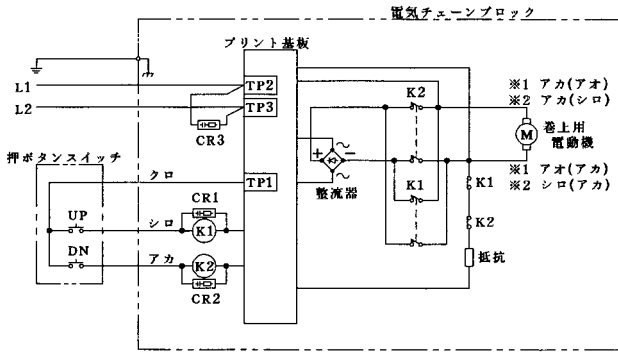 電気チェーンブロック
プリント基板
L1
L2
TP2
TP3
CR3
押ボタンスイッチ
クロ
TP1
UP
DN
シロ
アカ
CR1
K1
K2
CR2
+
−
整流器
K2
K1
※1 アカ(アオ)
※2 アカ(シロ)
M
巻上用
電動機
※1 アオ(アカ)
※2 シロ(アカ)
K1
K2
抵抗